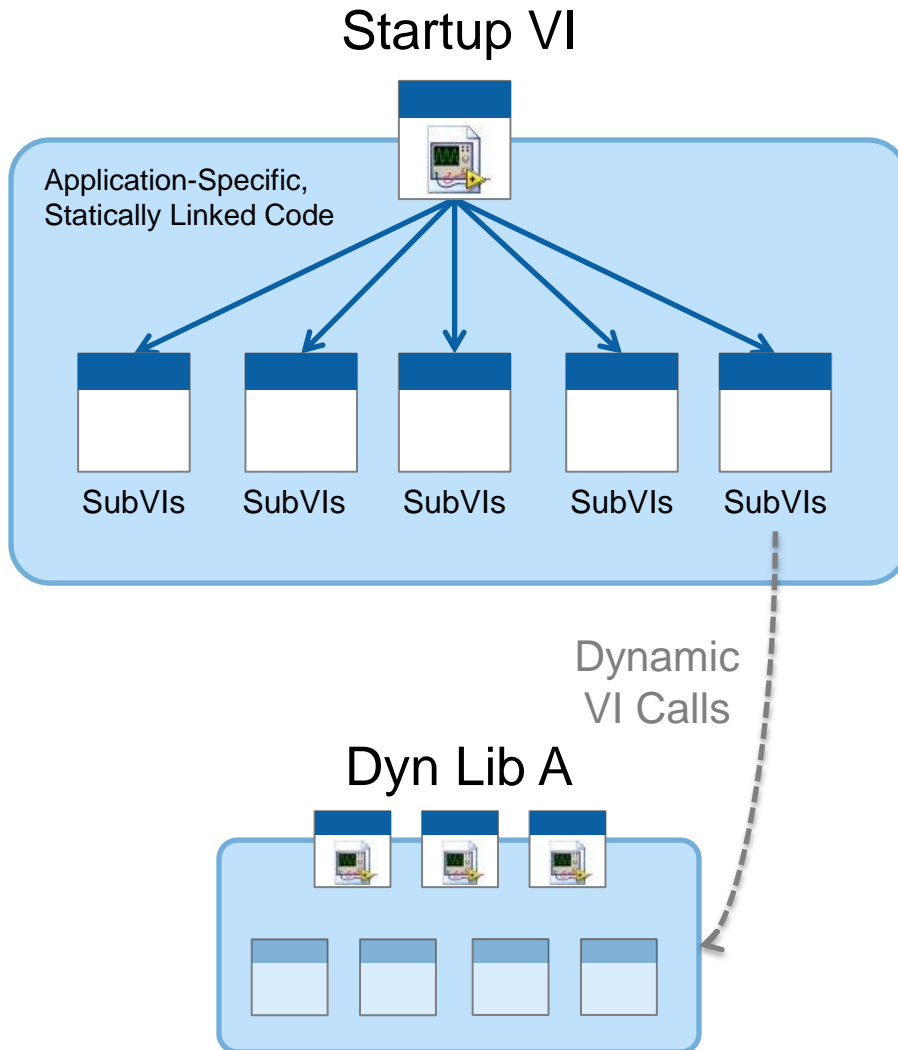 Startup VI
Application-Specific,
Statically Linked Code
SubVIs SubVIs SubVIs SubVIs SubVIs
Dynamic
VI Calls
Dyn Lib A